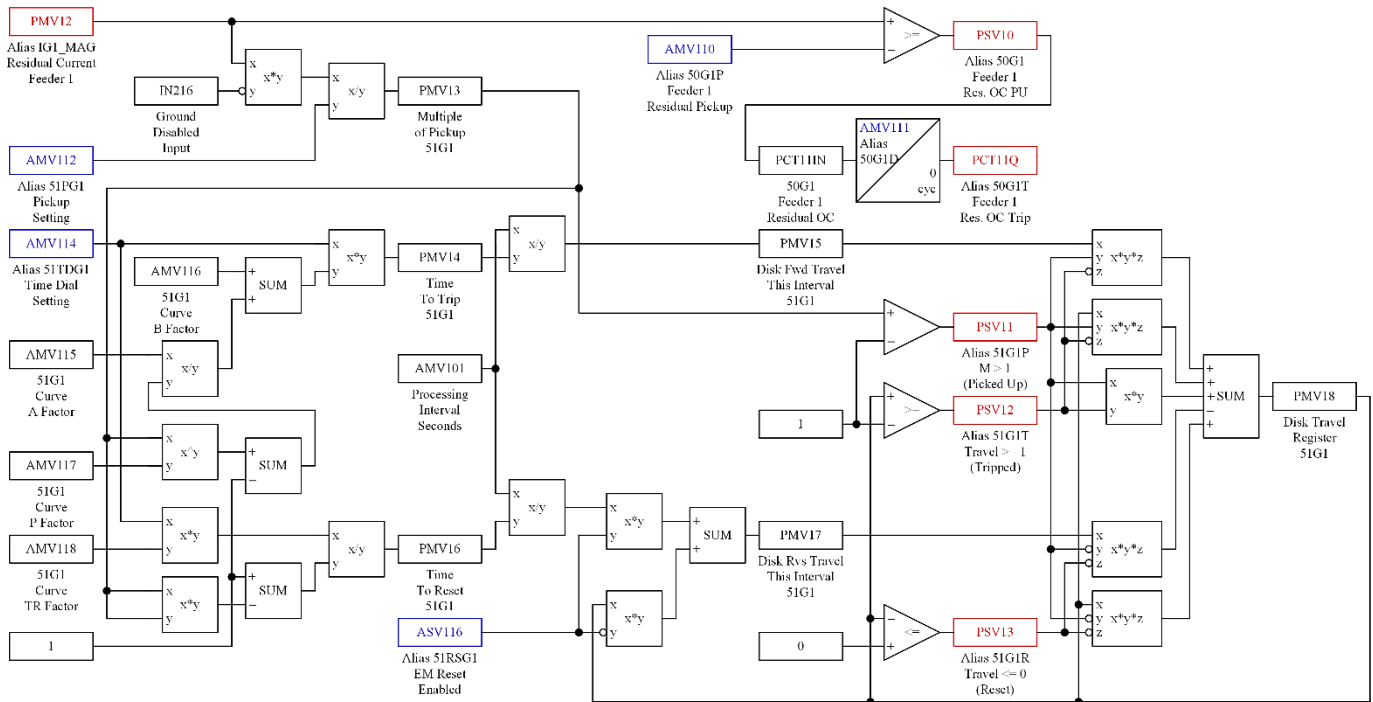 PMV12
Alias IG1_MAG
Residual Current
Feeder 1
x
y
x*y
IN216
Ground
Disabled
Input
x
y
x/y
PMV13
Multiple
of Pickup
51G1
AMV110
Alias 50G1P
Feeder 1
Residual Pickup
+
−
>=
PSV10
Alias 50G1
Feeder 1
Res. OC PU
PCT11IN
50G1
Feeder 1
Residual OC
AMV111
Alias
50G1D
0
cyc
PCT11Q
Alias 50G1T
Feeder 1
Res. OC Trip
AMV112
Alias 51PG1
Pickup
Setting
AMV114
Alias 51TDG1
Time Dial
Setting
AMV116
51G1
Curve
B Factor
+
+
SUM
x
y
x*y
PMV14
Time
To Trip
51G1
x
y
x/y
PMV15
Disk Fwd Travel
This Interval
51G1
x
y
z
x*y*z
AMV115
51G1
Curve
A Factor
x
y
x/y
AMV101
Processing
Interval
Seconds
+
−
PSV11
Alias 51G1P
M > 1
(Picked Up)
x
y
z
x*y*z
1
+
−
PSV12
Alias 51G1T
Travel > 1
(Tripped)
x
y
x*y
+
+
+
−
+
SUM
PMV18
Disk Travel
Register
51G1
AMV117
51G1
Curve
P Factor
x
y
+
−
SUM
AMV118
51G1
Curve
TR Factor
x
y
x*y
x
y
x*y
+
−
SUM
x
y
x/y
PMV16
Time
To Reset
51G1
x
y
x/y
x
y
x*y
+
+
SUM
PMV17
Disk Rvs Travel
This Interval
51G1
x
y
z
x*y*z
1
ASV116
Alias 51RSG1
EM Reset
Enabled
x
y
x*y
0
−
+
<=
PSV13
Alias 51G1R
Travel <= 0
(Reset)
x
y
z
x*y*z